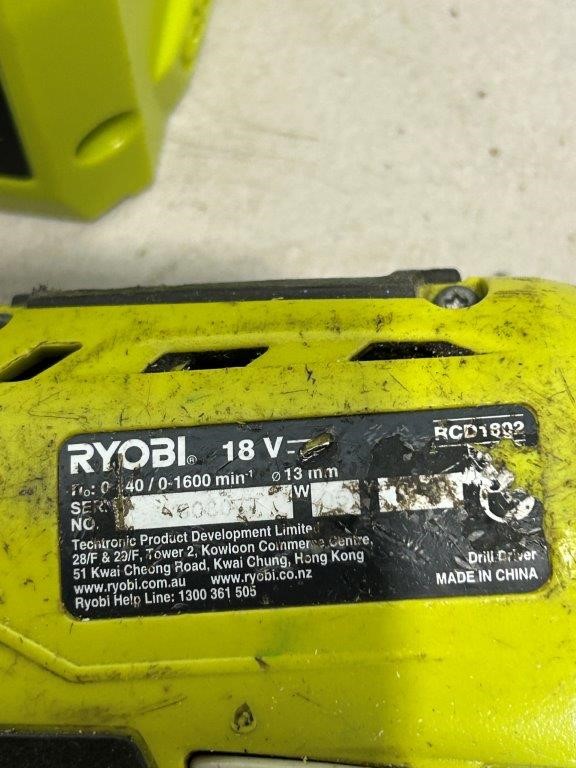 RYOBI® 18 V
RCD1802
0-1600 min-¹ ⌀13 mm
SER
NO. W
Techtronic Product Development Limited
28/F & 29/F, Tower 2, Kowloon Commerce Centre,
51 Kwai Cheong Road, Kwai Chung, Hong Kong
www.ryobi.com.au www.ryobi.co.nz
Ryobi Help Line: 1300 361 505
Drill Driver
MADE IN CHINA